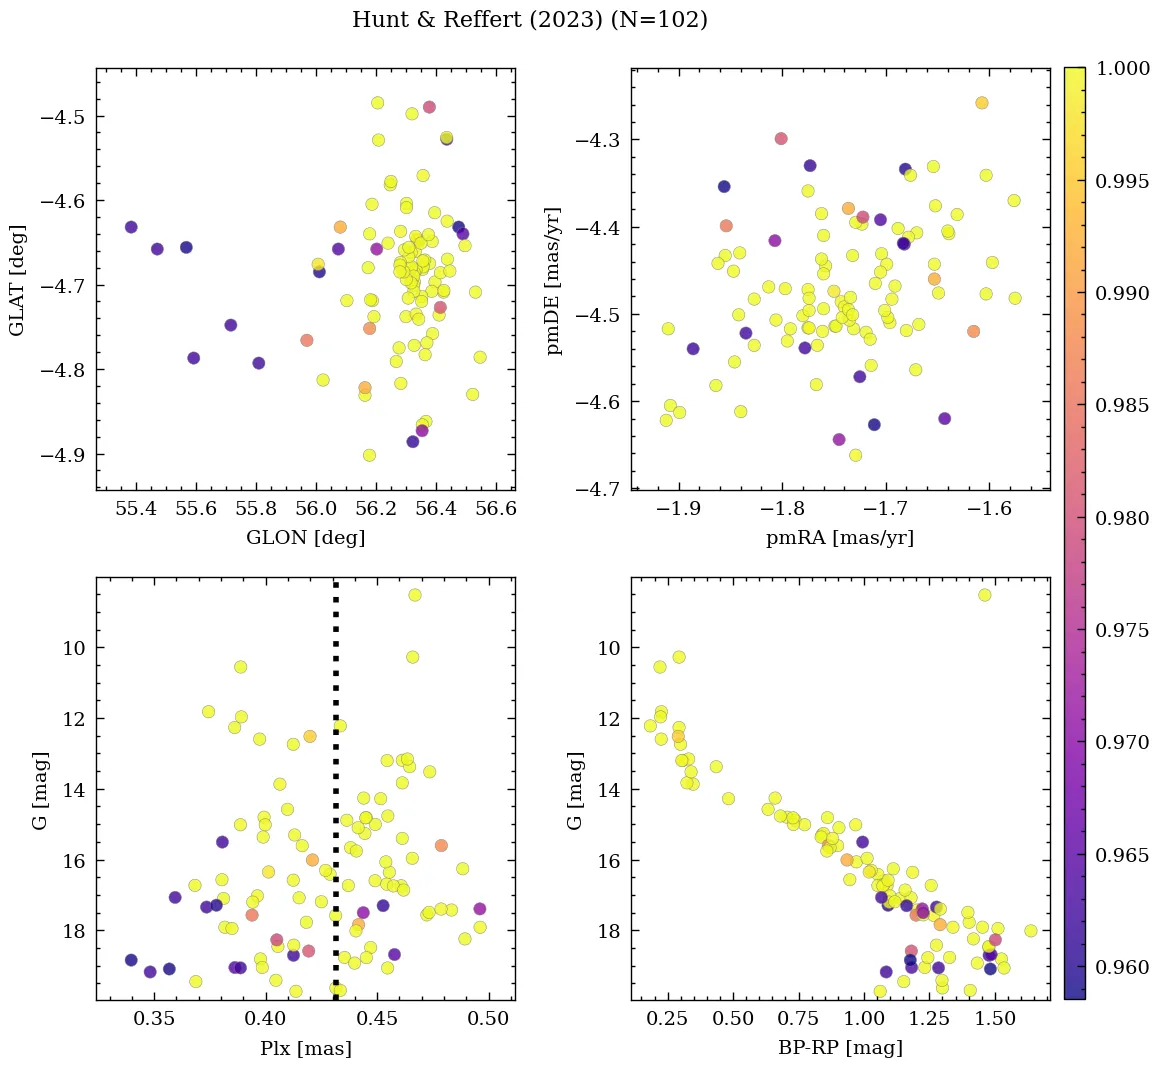 Hunt & Reffert (2023) (N=102)
−4.5
−4.6
−4.7
−4.8
−4.9
GLAT [deg]
55.4 55.6 55.8 56.0 56.2 56.4 56.6
GLON [deg]
−4.3
−4.4
−4.5
−4.6
−4.7
pmDE [mas/yr]
−1.9 −1.8 −1.7 −1.6
pmRA [mas/yr]
10
12
14
16
18
G [mag]
0.35 0.40 0.45 0.50
Plx [mas]
10
12
14
16
18
G [mag]
0.25 0.50 0.75 1.00 1.25 1.50
BP-RP [mag]
1.000
0.995
0.990
0.985
0.980
0.975
0.970
0.965
0.960